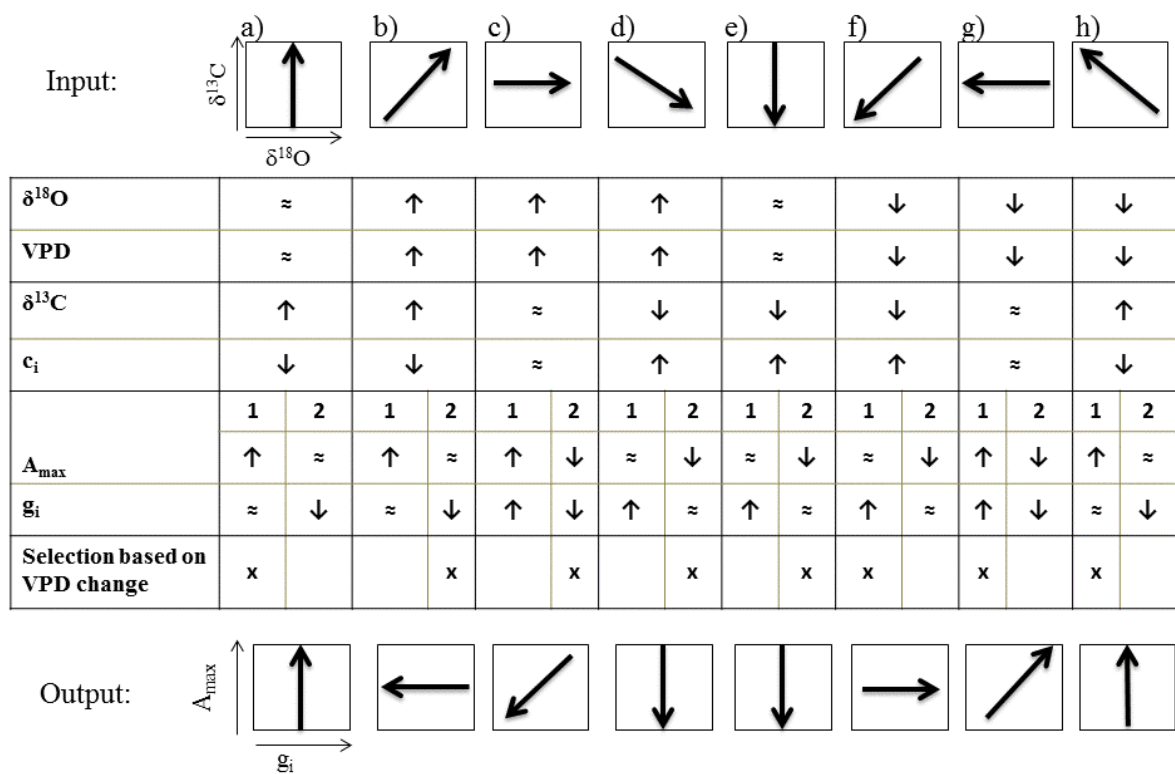 a) b) c) d) e) f) g) h)
Input:
δ¹³C
δ¹⁸O
δ¹⁸O ≈ ↑ ↑ ↑ ≈ ↓ ↓ ↓
VPD ≈ ↑ ↑ ↑ ≈ ↓ ↓ ↓
δ¹³C ↑ ↑ ≈ ↓ ↓ ↓ ≈ ↑
cᵢ ↓ ↓ ≈ ↑ ↑ ↑ ≈ ↓
1 2 1 2 1 2 1 2 1 2 1 2 1 2 1 2
Aₘₐₓ ↑ ≈ ↑ ≈ ↑ ↓ ≈ ↓ ≈ ↓ ≈ ↓ ↑ ↓ ↑ ≈
gᵢ ≈ ↓ ≈ ↓ ↑ ↓ ↑ ≈ ↑ ≈ ↑ ≈ ↑ ↓ ≈ ↓
Selection based on
VPD change x x x x x x x x
Output:
Aₘₐₓ
gᵢ